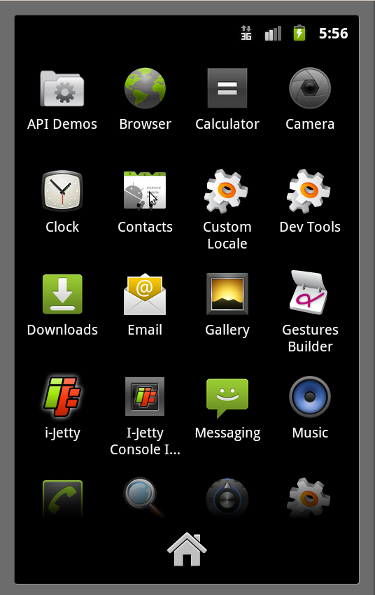 3G 5:56
API Demos Browser Calculator Camera
Clock Contacts Custom Locale Dev Tools
Downloads Email Gallery Gestures Builder
i-Jetty I-Jetty Console I... Messaging Music